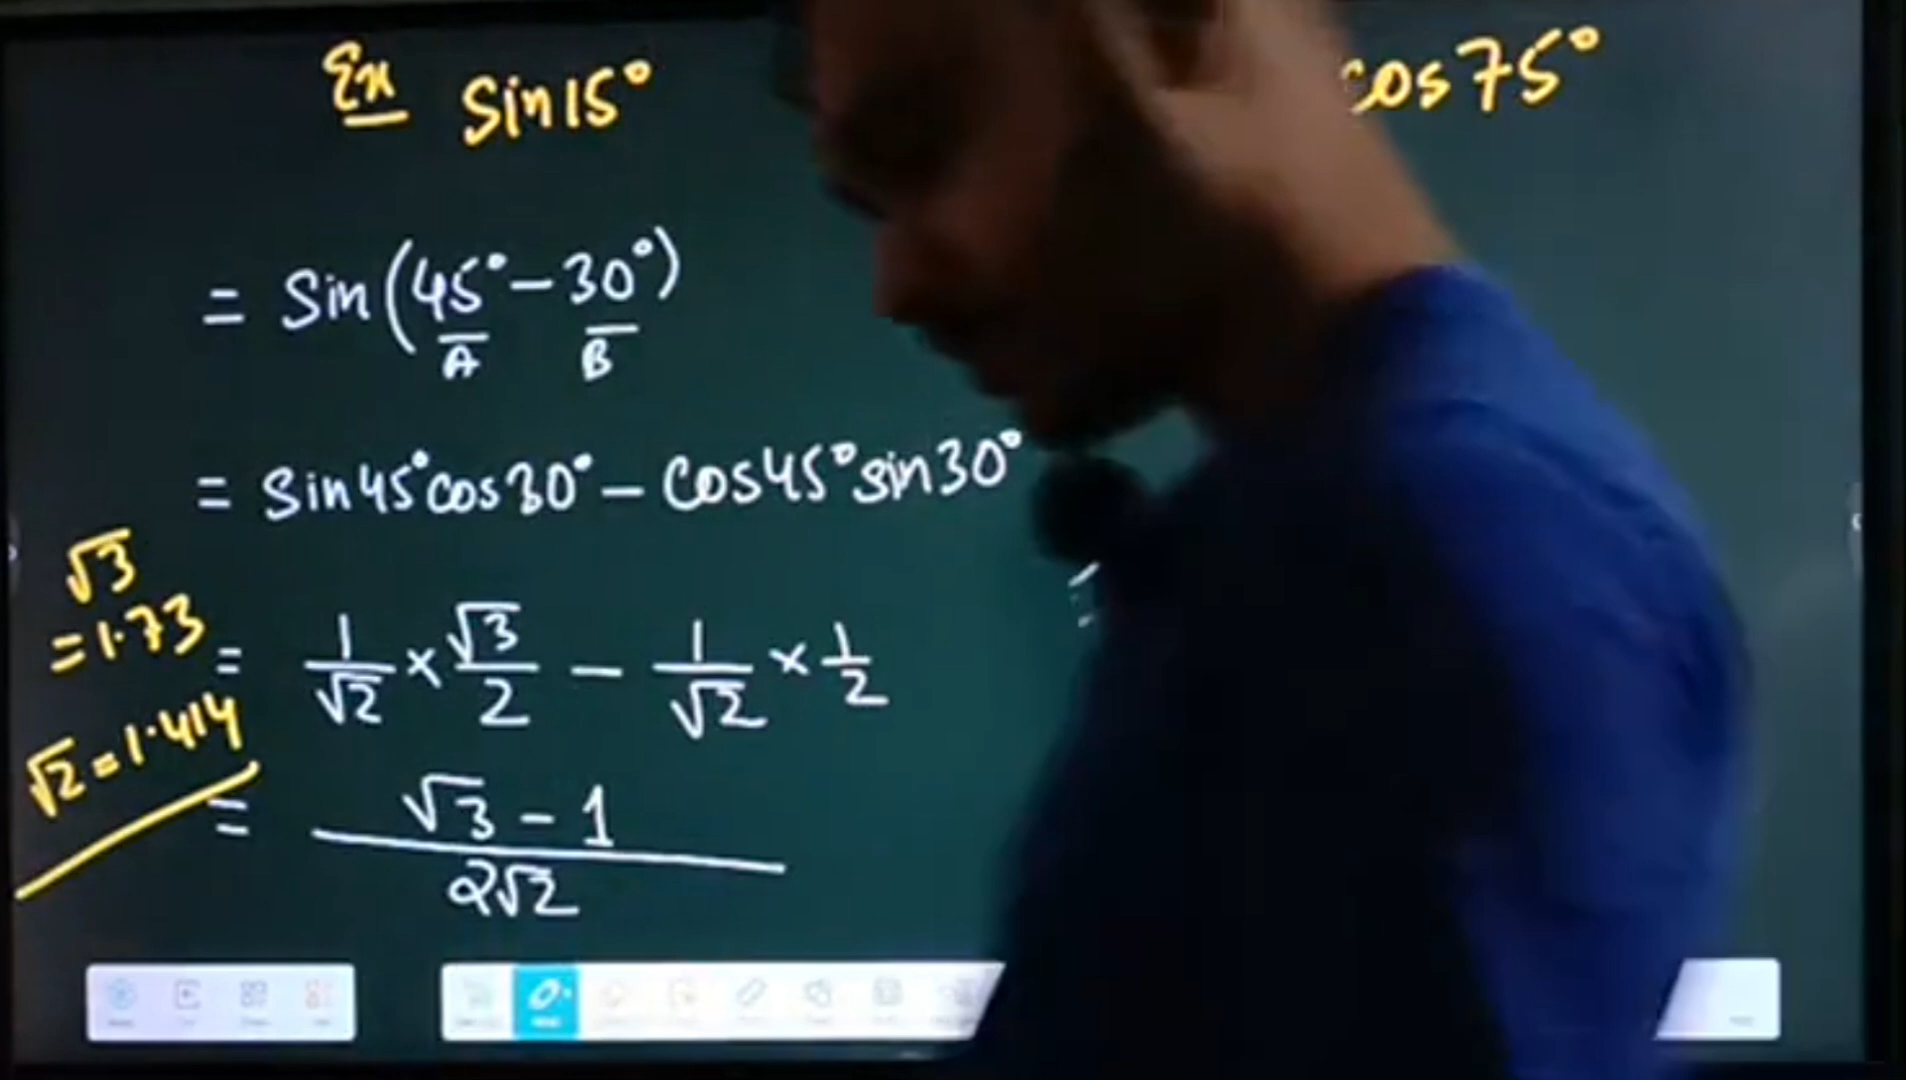 Ex sin15°
cos75°
= Sin(45°-30°)
A B
= Sin45°cos30° - Cos45°sin30°
√3
=1.73
√2=1.414
= 1/√2 × √3/2 - 1/√2 × 1/2
= √3-1 / 2√2